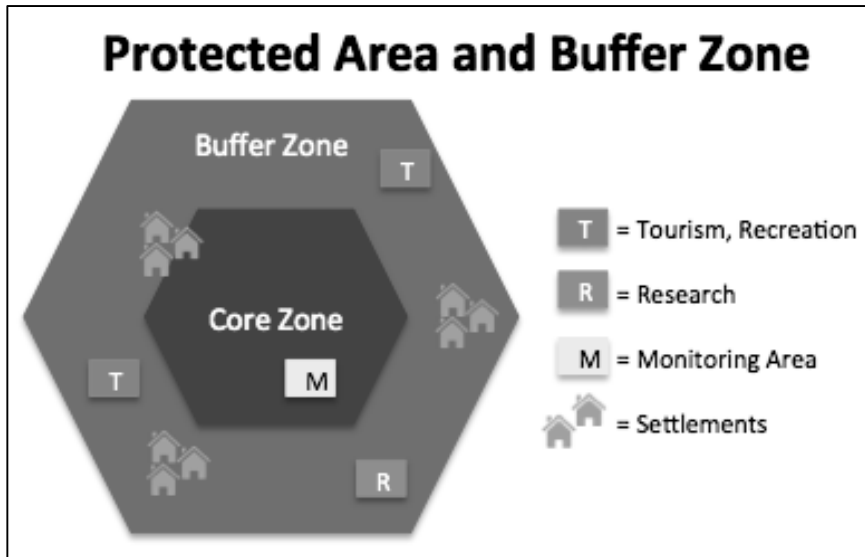 Protected Area and Buffer Zone
Buffer Zone
T
Core Zone
T
M
R
T = Tourism, Recreation
R = Research
M = Monitoring Area
= Settlements